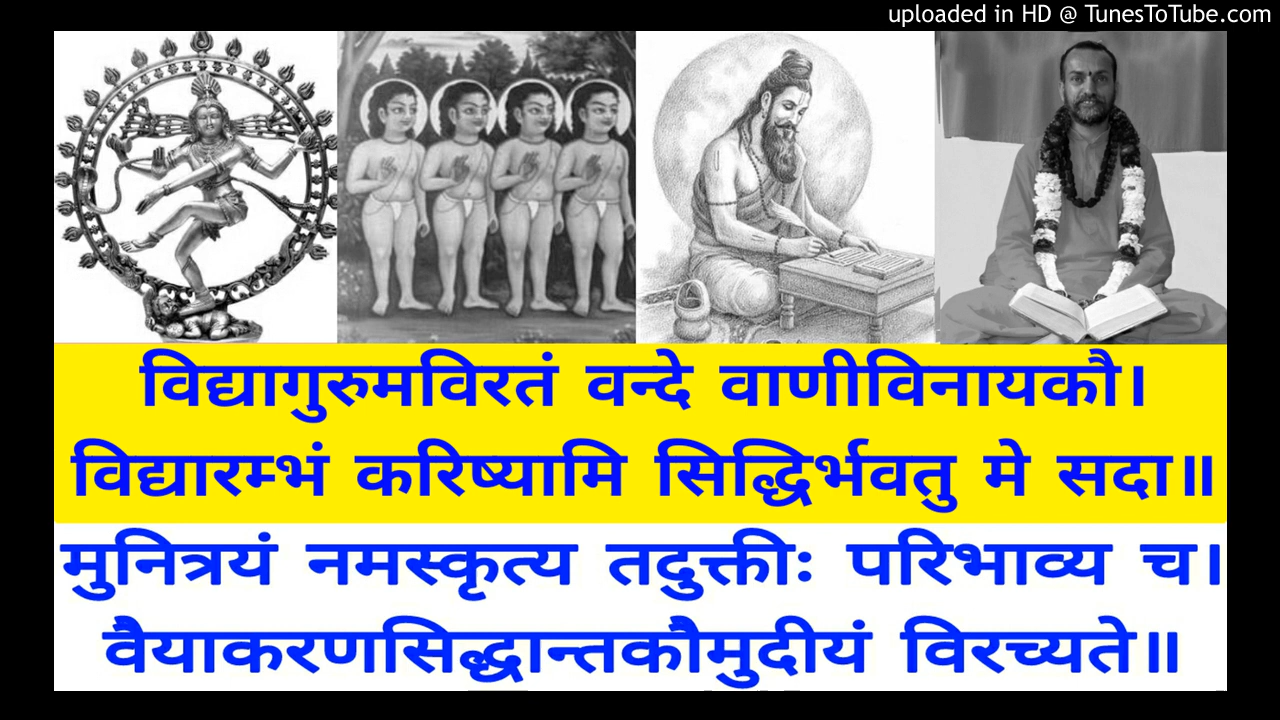 uploaded in HD @ TunesToTube.com
विद्यागुरुमविरतं वन्दे वाणीविनायकौ।
विद्यारम्भं करिष्यामि सिद्धिर्भवतु मे सदा॥
मुनित्रयं नमस्कृत्य तदुक्तीः परिभाव्य च।
वैयाकरणसिद्धान्तकौमुदीयं विरच्यते॥